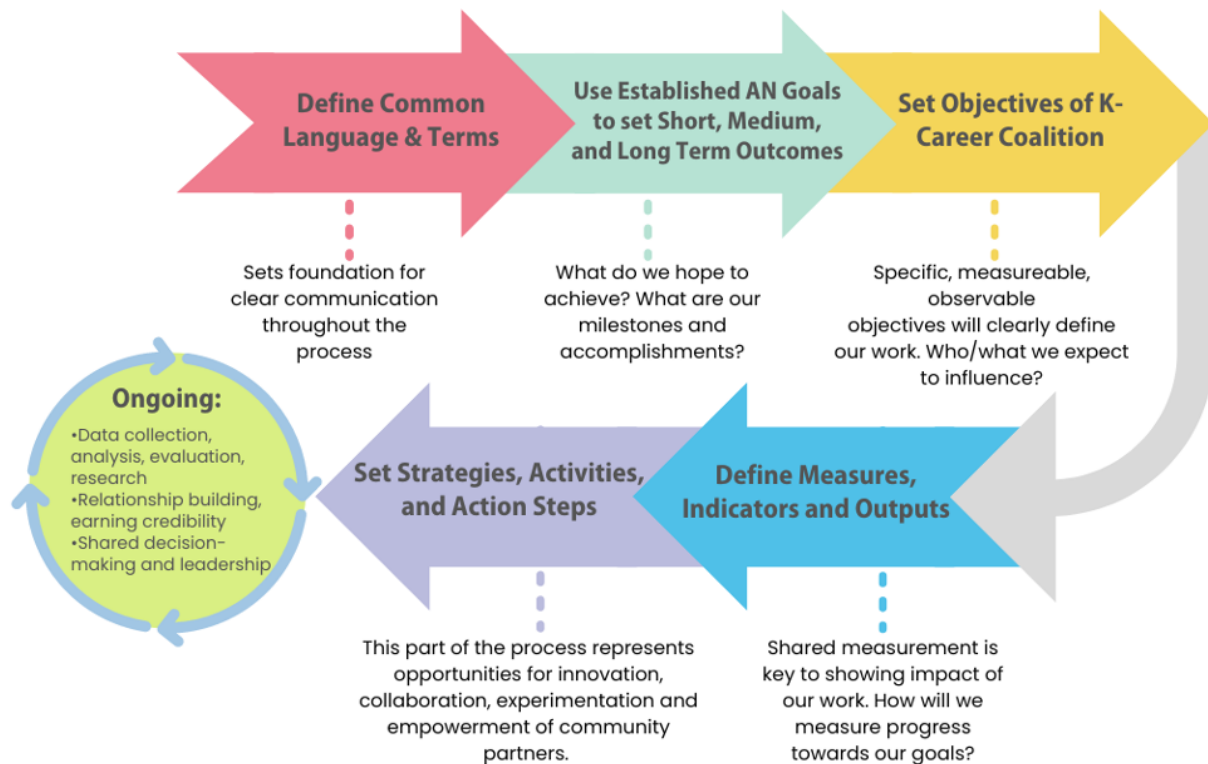 Define Common
Language & Terms
Use Established AN Goals
to set Short, Medium,
and Long Term Outcomes
Set Objectives of K-
Career Coalition
Sets foundation for
clear communication
throughout the
process
What do we hope to
achieve? What are our
milestones and
accomplishments?
Specific, measureable,
observable
objectives will clearly define
our work. Who/what we expect
to influence?
Define Measures,
Indicators and Outputs
Shared measurement is
key to showing impact of
our work. How will we
measure progress
towards our goals?
Set Strategies, Activities,
and Action Steps
This part of the process represents
opportunities for innovation,
collaboration, experimentation and
empowerment of community
partners.
Ongoing:
•Data collection,
analysis, evaluation,
research
•Relationship building,
earning credibility
•Shared decision-
making and leadership